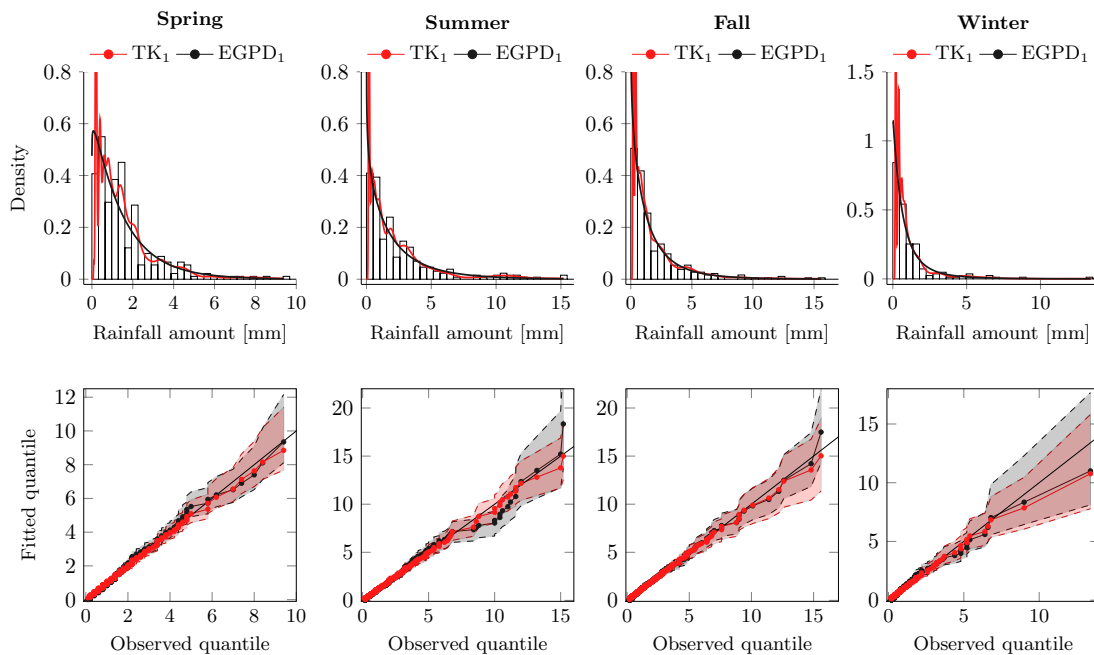 Spring Summer Fall Winter
TK1 EGPD1 TK1 EGPD1 TK1 EGPD1 TK1 EGPD1
Density
0.8 0.6 0.4 0.2 0
0 2 4 6 8 10
Rainfall amount [mm]
0.8 0.6 0.4 0.2 0
0 5 10 15
Rainfall amount [mm]
0.8 0.6 0.4 0.2 0
0 5 10 15
Rainfall amount [mm]
1.5 1 0.5 0
0 5 10
Rainfall amount [mm]
Fitted quantile
12 10 8 6 4 2 0
0 2 4 6 8 10
Observed quantile
20 15 10 5 0
0 5 10 15
Observed quantile
20 15 10 5 0
0 5 10 15
Observed quantile
15 10 5 0
0 5 10
Observed quantile